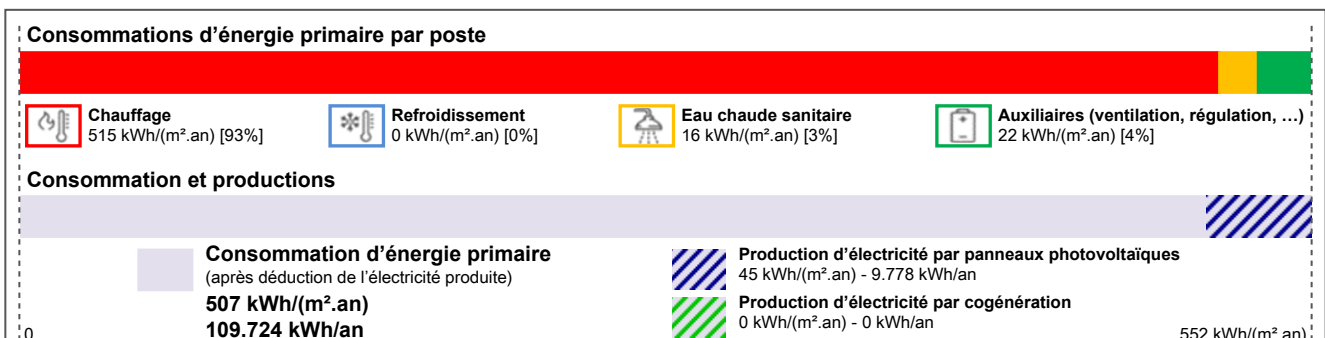 Consommations d'énergie primaire par poste
Chauffage
515 kWh/(m².an) [93%]
Refroidissement
0 kWh/(m².an) [0%]
Eau chaude sanitaire
16 kWh/(m².an) [3%]
Auxiliaires (ventilation, régulation, …)
22 kWh/(m².an) [4%]
Consommation et productions
Consommation d'énergie primaire
(après déduction de l'électricité produite)
507 kWh/(m².an)
109.724 kWh/an
Production d'électricité par panneaux photovoltaïques
45 kWh/(m².an) - 9.778 kWh/an
Production d'électricité par cogénération
0 kWh/(m².an) - 0 kWh/an
0
552 kWh/(m².an)